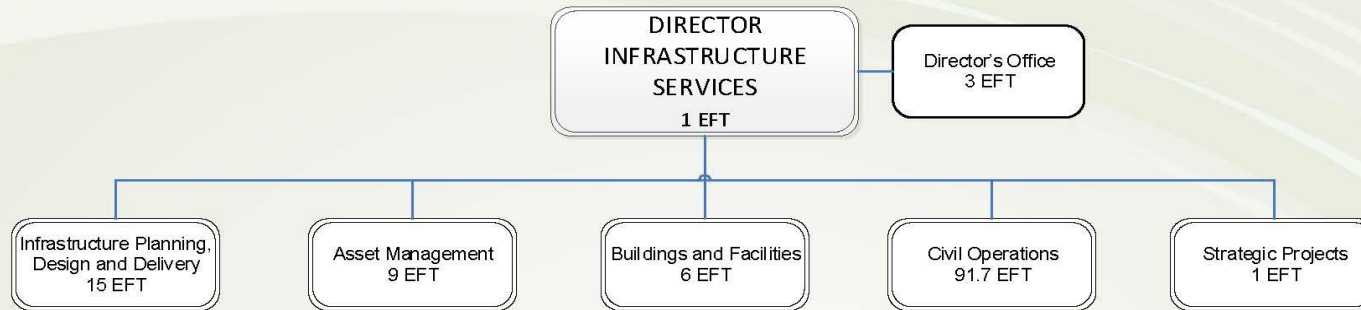 DIRECTOR
INFRASTRUCTURE
SERVICES
1 EFT
Director's Office
3 EFT
Infrastructure Planning,
Design and Delivery
15 EFT
Asset Management
9 EFT
Buildings and Facilities
6 EFT
Civil Operations
91.7 EFT
Strategic Projects
1 EFT